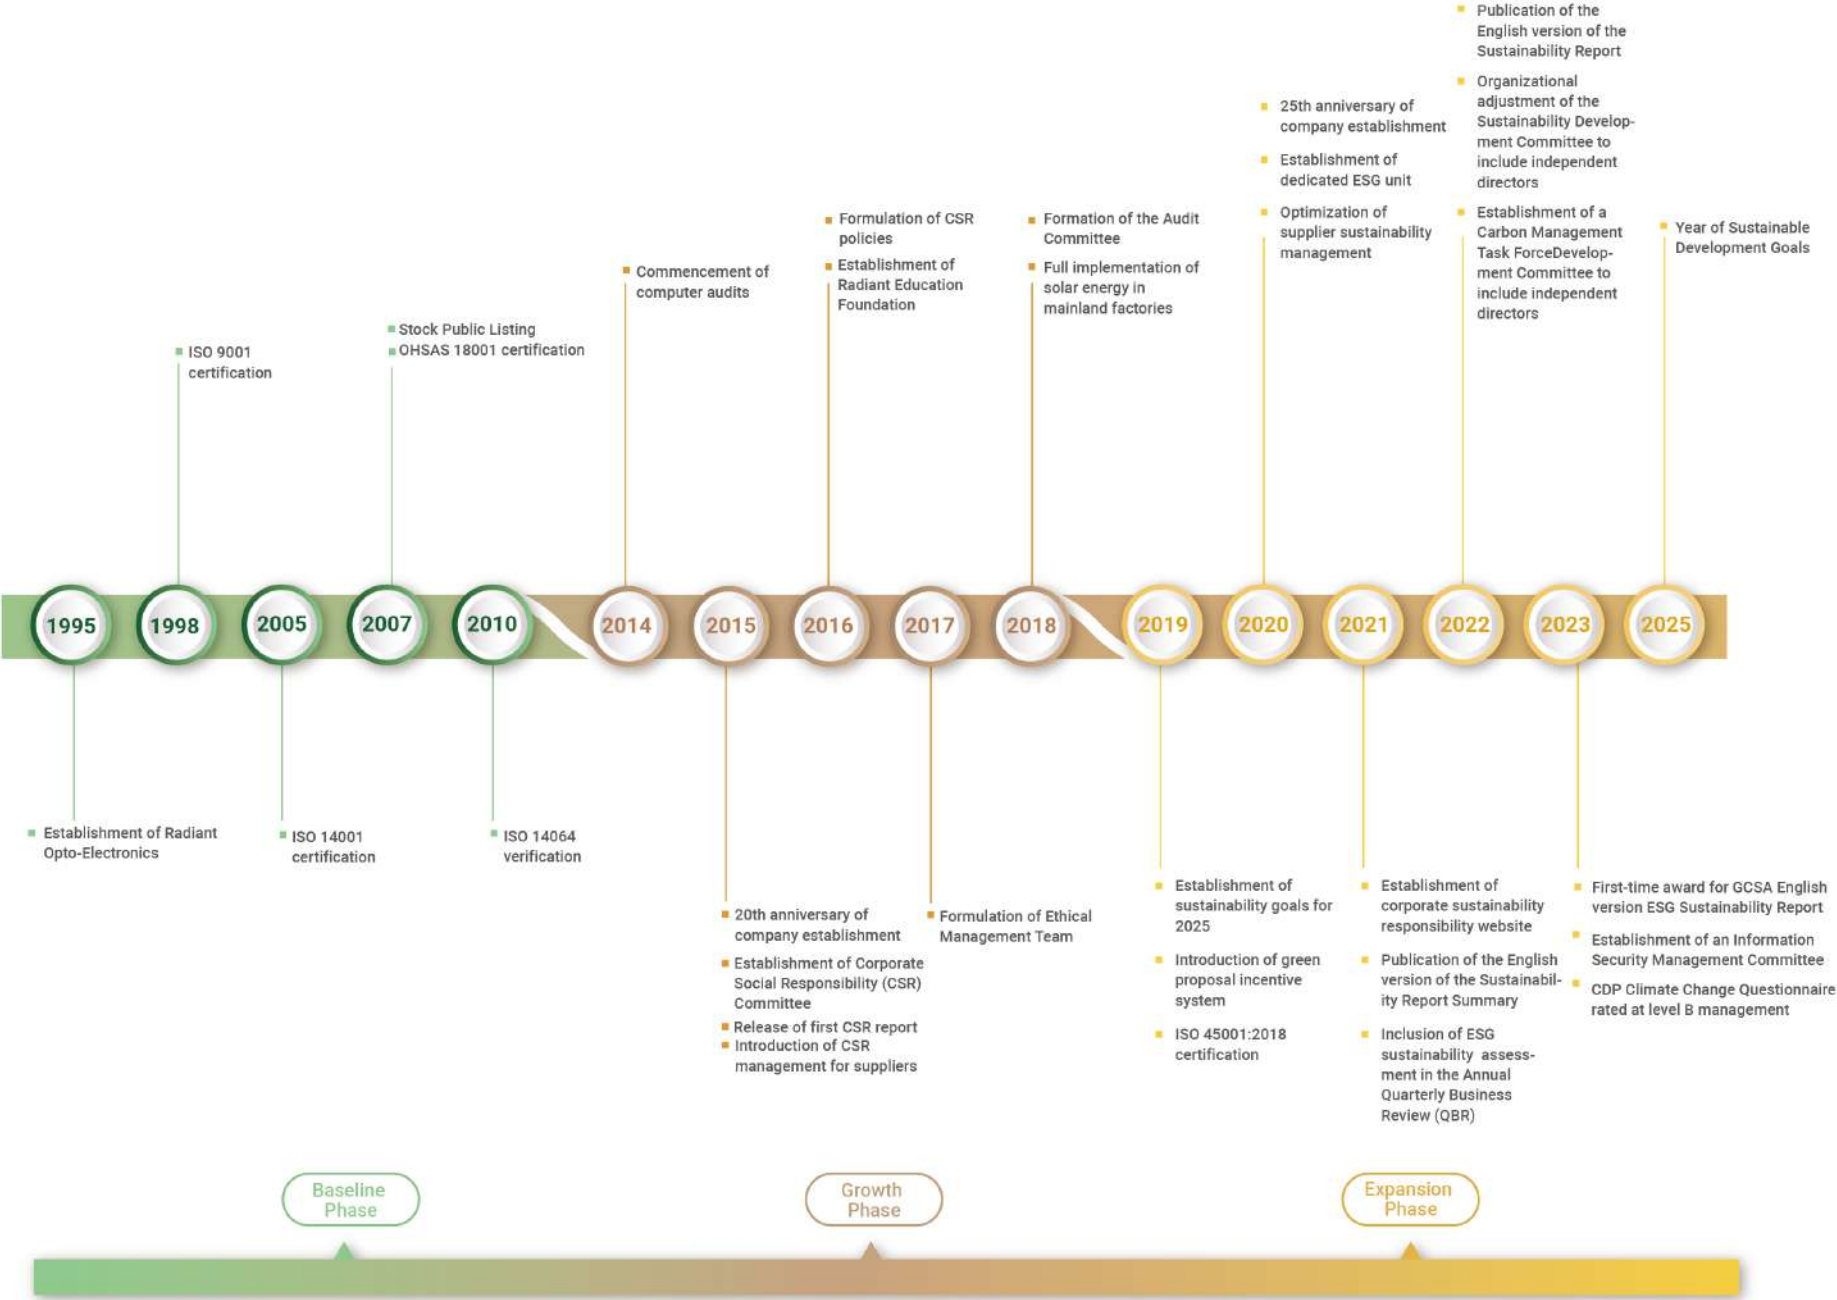 Publication of the
English version of the
Sustainability Report
Organizational
adjustment of the
Sustainability Develop-
ment Committee to
include independent
directors
Establishment of a
Carbon Management
Task ForceDevelop-
ment Committee to
include independent
directors
25th anniversary of
company establishment
Establishment of
dedicated ESG unit
Optimization of
supplier sustainability
management
Year of Sustainable
Development Goals
Formulation of CSR
policies
Establishment of
Radiant Education
Foundation
Formation of the Audit
Committee
Full implementation of
solar energy in
mainland factories
Commencement of
computer audits
Stock Public Listing
OHSAS 18001 certification
ISO 9001
certification
1995
1998
2005
2007
2010
2014
2015
2016
2017
2018
2019
2020
2021
2022
2023
2025
Establishment of Radiant
Opto-Electronics
ISO 14001
certification
ISO 14064
verification
20th anniversary of
company establishment
Establishment of Corporate
Social Responsibility (CSR)
Committee
Release of first CSR report
Introduction of CSR
management for suppliers
Formulation of Ethical
Management Team
Establishment of
sustainability goals for
2025
Introduction of green
proposal incentive
system
ISO 45001:2018
certification
Establishment of
corporate sustainability
responsibility website
Publication of the English
version of the Sustainabil-
ity Report Summary
Inclusion of ESG
sustainability assess-
ment in the Annual
Quarterly Business
Review (QBR)
First-time award for GCSA English
version ESG Sustainability Report
Establishment of an Information
Security Management Committee
CDP Climate Change Questionnaire
rated at level B management
Baseline
Phase
Growth
Phase
Expansion
Phase